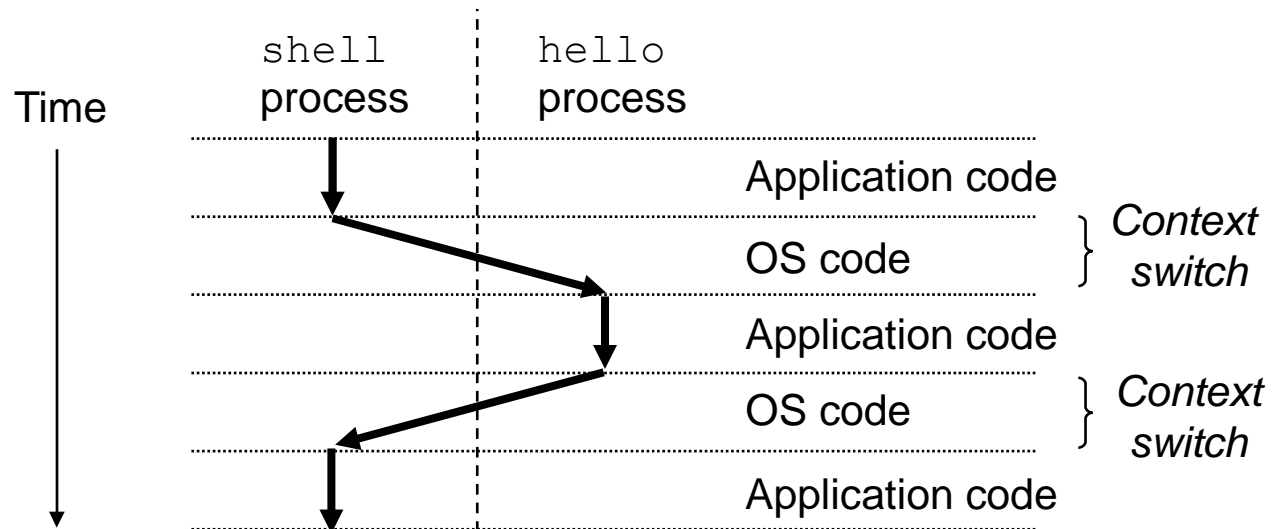 shell hello
process process
Time
Application code
Context
OS code
switch
Application code
Context
OS code
switch
Application code